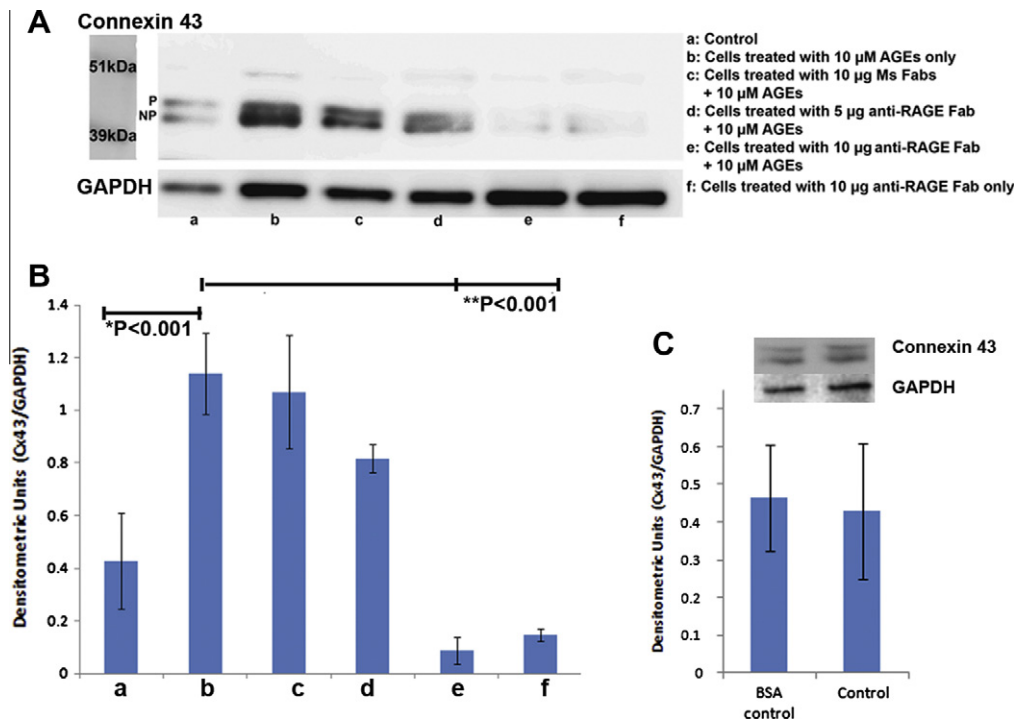 A
Connexin 43
51kDa
P
NP
39kDa
GAPDH
a b c d e f
a: Control
b: Cells treated with 10 µM AGEs only
c: Cells treated with 10 µg Ms Fabs
+ 10 µM AGEs
d: Cells treated with 5 µg anti-RAGE Fab
+ 10 µM AGEs
e: Cells treated with 10 µg anti-RAGE Fab
+ 10 µM AGEs
f: Cells treated with 10 µg anti-RAGE Fab only
B
Densitometric Units (Cx43/GAPDH)
1.4
1.2
1
0.8
0.6
0.4
0.2
0
*P<0.001
**P<0.001
a b c d e f
C
Connexin 43
GAPDH
Densitometric Units (Cx43/GAPDH)
0.7
0.6
0.5
0.4
0.3
0.2
0.1
0
BSA
control
Control